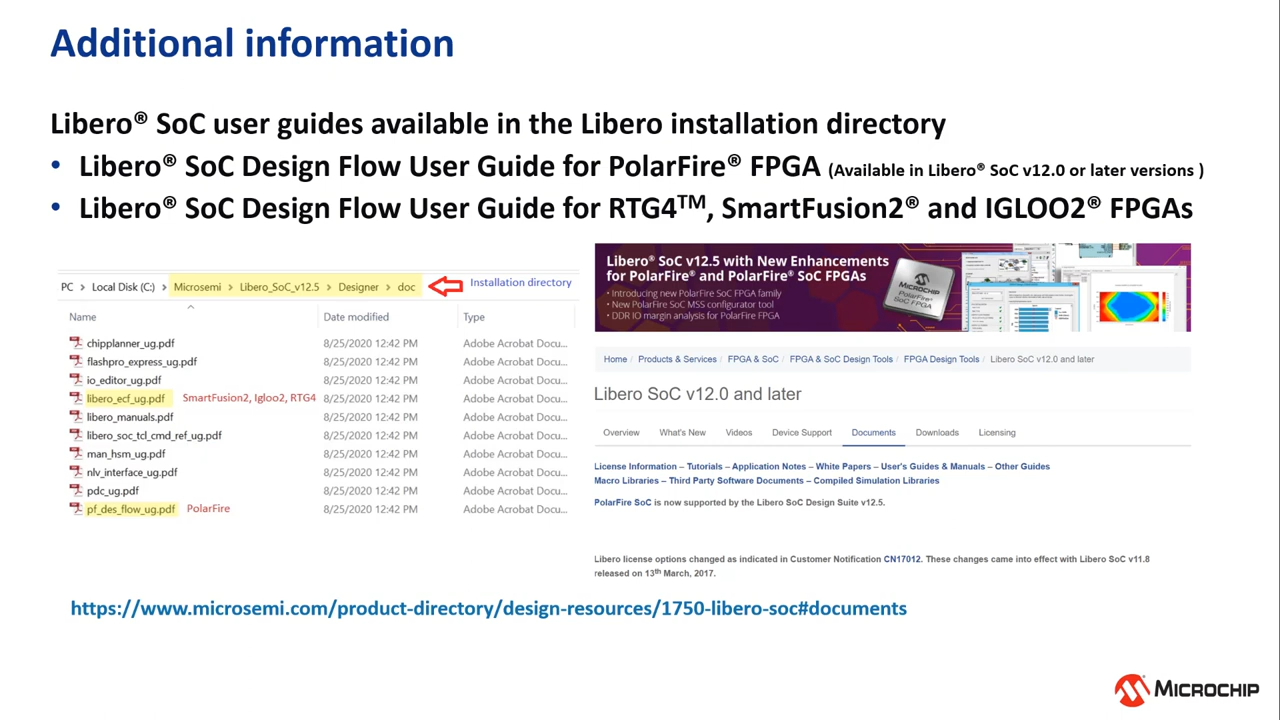 Additional information
Libero® SoC user guides available in the Libero installation directory
• Libero® SoC Design Flow User Guide for PolarFire® FPGA (Available in Libero® SoC v12.0 or later versions )
• Libero® SoC Design Flow User Guide for RTG4™, SmartFusion2® and IGLOO2® FPGAs
PC > Local Disk (C:) > Microsemi > Libero_SoC_v12.5 > Designer > doc
Installation directory
Name Date modified Type
chipplanner_ug.pdf 8/25/2020 12:42 PM Adobe Acrobat Docu...
flashpro_express_ug.pdf 8/25/2020 12:42 PM Adobe Acrobat Docu...
io_editor_ug.pdf 8/25/2020 12:42 PM Adobe Acrobat Docu...
libero_ecf_ug.pdf SmartFusion2, Igloo2, RTG4 8/25/2020 12:42 PM Adobe Acrobat Docu...
libero_manuals.pdf 8/25/2020 12:42 PM Adobe Acrobat Docu...
libero_soc_tcl_cmd_ref_ug.pdf 8/25/2020 12:42 PM Adobe Acrobat Docu...
man_hsm_ug.pdf 8/25/2020 12:42 PM Adobe Acrobat Docu...
nlv_interface_ug.pdf 8/25/2020 12:42 PM Adobe Acrobat Docu...
pdc_ug.pdf 8/25/2020 12:42 PM Adobe Acrobat Docu...
pf_des_flow_ug.pdf PolarFire 8/25/2020 12:42 PM Adobe Acrobat Docu...
Libero® SoC v12.5 with New Enhancements
for PolarFire® and PolarFire® SoC FPGAs
• Introducing new PolarFire SoC FPGA family
• New PolarFire SoC MSS configurator tool
• DDR IO margin analysis for PolarFire FPGA
MICROCHIP
PolarFire®
SoC FPGA
Home / Products & Services / FPGA & SoC / FPGA & SoC Design Tools / FPGA Design Tools / Libero SoC v12.0 and later
Libero SoC v12.0 and later
Overview What's New Videos Device Support Documents Downloads Licensing
License Information – Tutorials – Application Notes – White Papers – User's Guides & Manuals – Other Guides
Macro Libraries – Third Party Software Documents – Compiled Simulation Libraries
PolarFire SoC is now supported by the Libero SoC Design Suite v12.5.
Libero license options changed as indicated in Customer Notification CN17012. These changes came into effect with Libero SoC v11.8
released on 13th March, 2017.
https://www.microsemi.com/product-directory/design-resources/1750-libero-soc#documents
MICROCHIP